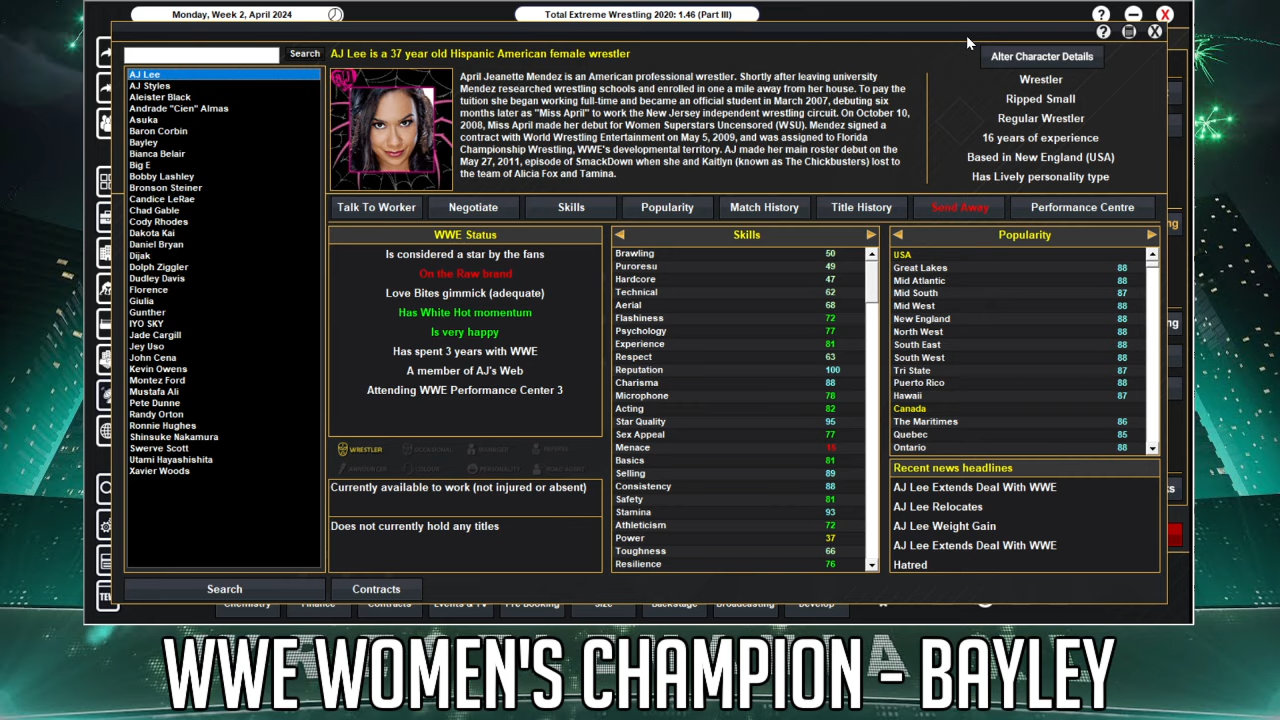 Monday, Week 2, April 2024
Total Extreme Wrestling 2020: 1.46 (Part III)
Search
AJ Lee is a 37 year old Hispanic American female wrestler
Alter Character Details
AJ Lee
AJ Styles
Aleister Black
Andrade "Cien" Almas
Asuka
Baron Corbin
Bayley
Bianca Belair
Big E
Bobby Lashley
Bronson Steiner
Candice LeRae
Chad Gable
Cody Rhodes
Dakota Kai
Daniel Bryan
Dijak
Dolph Ziggler
Dudley Davis
Florence
Giulia
Gunther
IYO SKY
Jade Cargill
Jey Uso
John Cena
Kevin Owens
Montez Ford
Mustafa Ali
Pete Dunne
Randy Orton
Ronnie Hughes
Shinsuke Nakamura
Swerve Scott
Utami Hayashishita
Xavier Woods
April Jeanette Mendez is an American professional wrestler. Shortly after leaving university
Mendez researched wrestling schools and enrolled in one a mile away from her house. To pay the
tuition she began working full-time and became an official student in March 2007, debuting six
months later as "Miss April" to work the New Jersey independent wrestling circuit. On October 10,
2008, Miss April made her debut for Women Superstars Uncensored (WSU). Mendez signed a
contract with World Wrestling Entertainment on May 5, 2009, and was assigned to Florida
Championship Wrestling, WWE's developmental territory. AJ made her main roster debut on the
May 27, 2011, episode of SmackDown when she and Kaitlyn (known as The Chickbusters) lost to
the team of Alicia Fox and Tamina.
Wrestler
Ripped Small
Regular Wrestler
16 years of experience
Based in New England (USA)
Has Lively personality type
Talk To Worker
Negotiate
Skills
Popularity
Match History
Title History
Send Away
Performance Centre
WWE Status
Is considered a star by the fans
On the Raw brand
Love Bites gimmick (adequate)
Has White Hot momentum
Is very happy
Has spent 3 years with WWE
A member of AJ's Web
Attending WWE Performance Center 3
WRESTLER
Currently available to work (not injured or absent)
Does not currently hold any titles
Skills
Brawling 50
Puroresu 49
Hardcore 47
Technical 62
Aerial 68
Flashiness 72
Psychology 77
Experience 81
Respect 63
Reputation 100
Charisma 88
Microphone 78
Acting 82
Star Quality 95
Sex Appeal 77
Menace 15
Basics 81
Selling 89
Consistency 88
Safety 81
Stamina 93
Athleticism 72
Power 37
Toughness 66
Resilience 76
Popularity
USA
Great Lakes 88
Mid Atlantic 88
Mid South 87
Mid West 88
New England 88
North West 88
South East 88
South West 88
Tri State 87
Puerto Rico 88
Hawaii 87
Canada
The Maritimes 86
Quebec 85
Ontario 88
Recent news headlines
AJ Lee Extends Deal With WWE
AJ Lee Relocates
AJ Lee Weight Gain
AJ Lee Extends Deal With WWE
Hatred
Search
Contracts
WWE WOMEN'S CHAMPION - BAYLEY